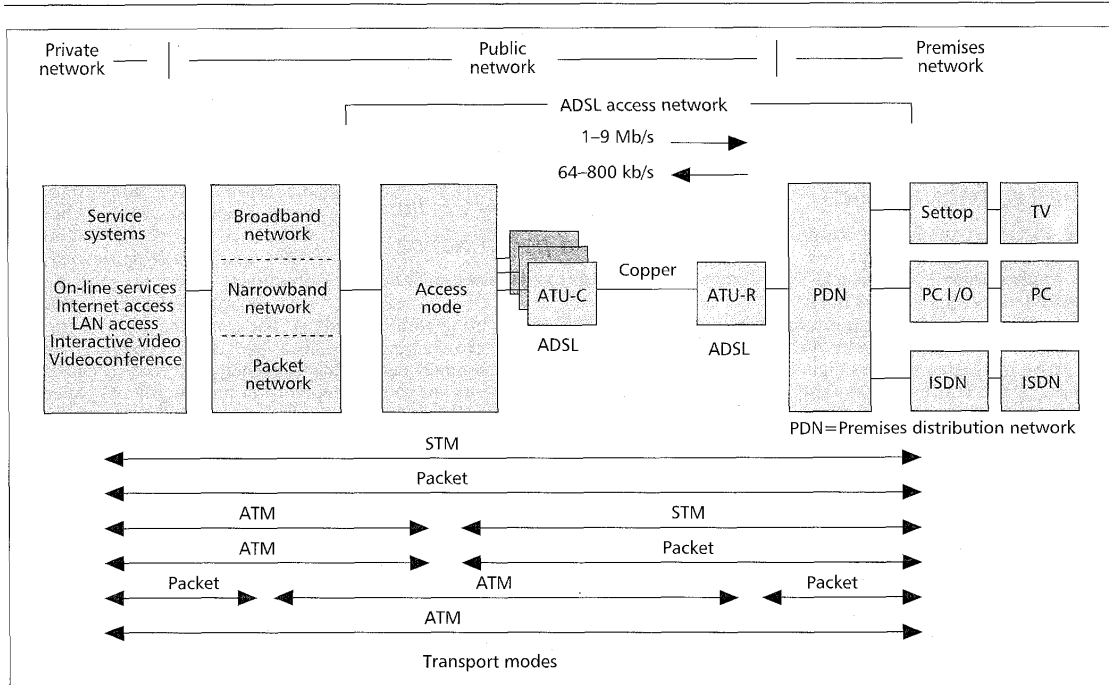 Private
network
Public
network
Premises
network
ADSL access network
1–9 Mb/s
64–800 kb/s
Service
systems
On-line services
Internet access
LAN access
Interactive video
Videoconference
Broadband
network
Narrowband
network
Packet
network
Access
node
ATU-C
ADSL
Copper
ATU-R
ADSL
PDN
Settop
TV
PC I/O
PC
ISDN
ISDN
PDN=Premises distribution network
STM
Packet
ATM
STM
ATM
Packet
Packet
ATM
Packet
ATM
Transport modes